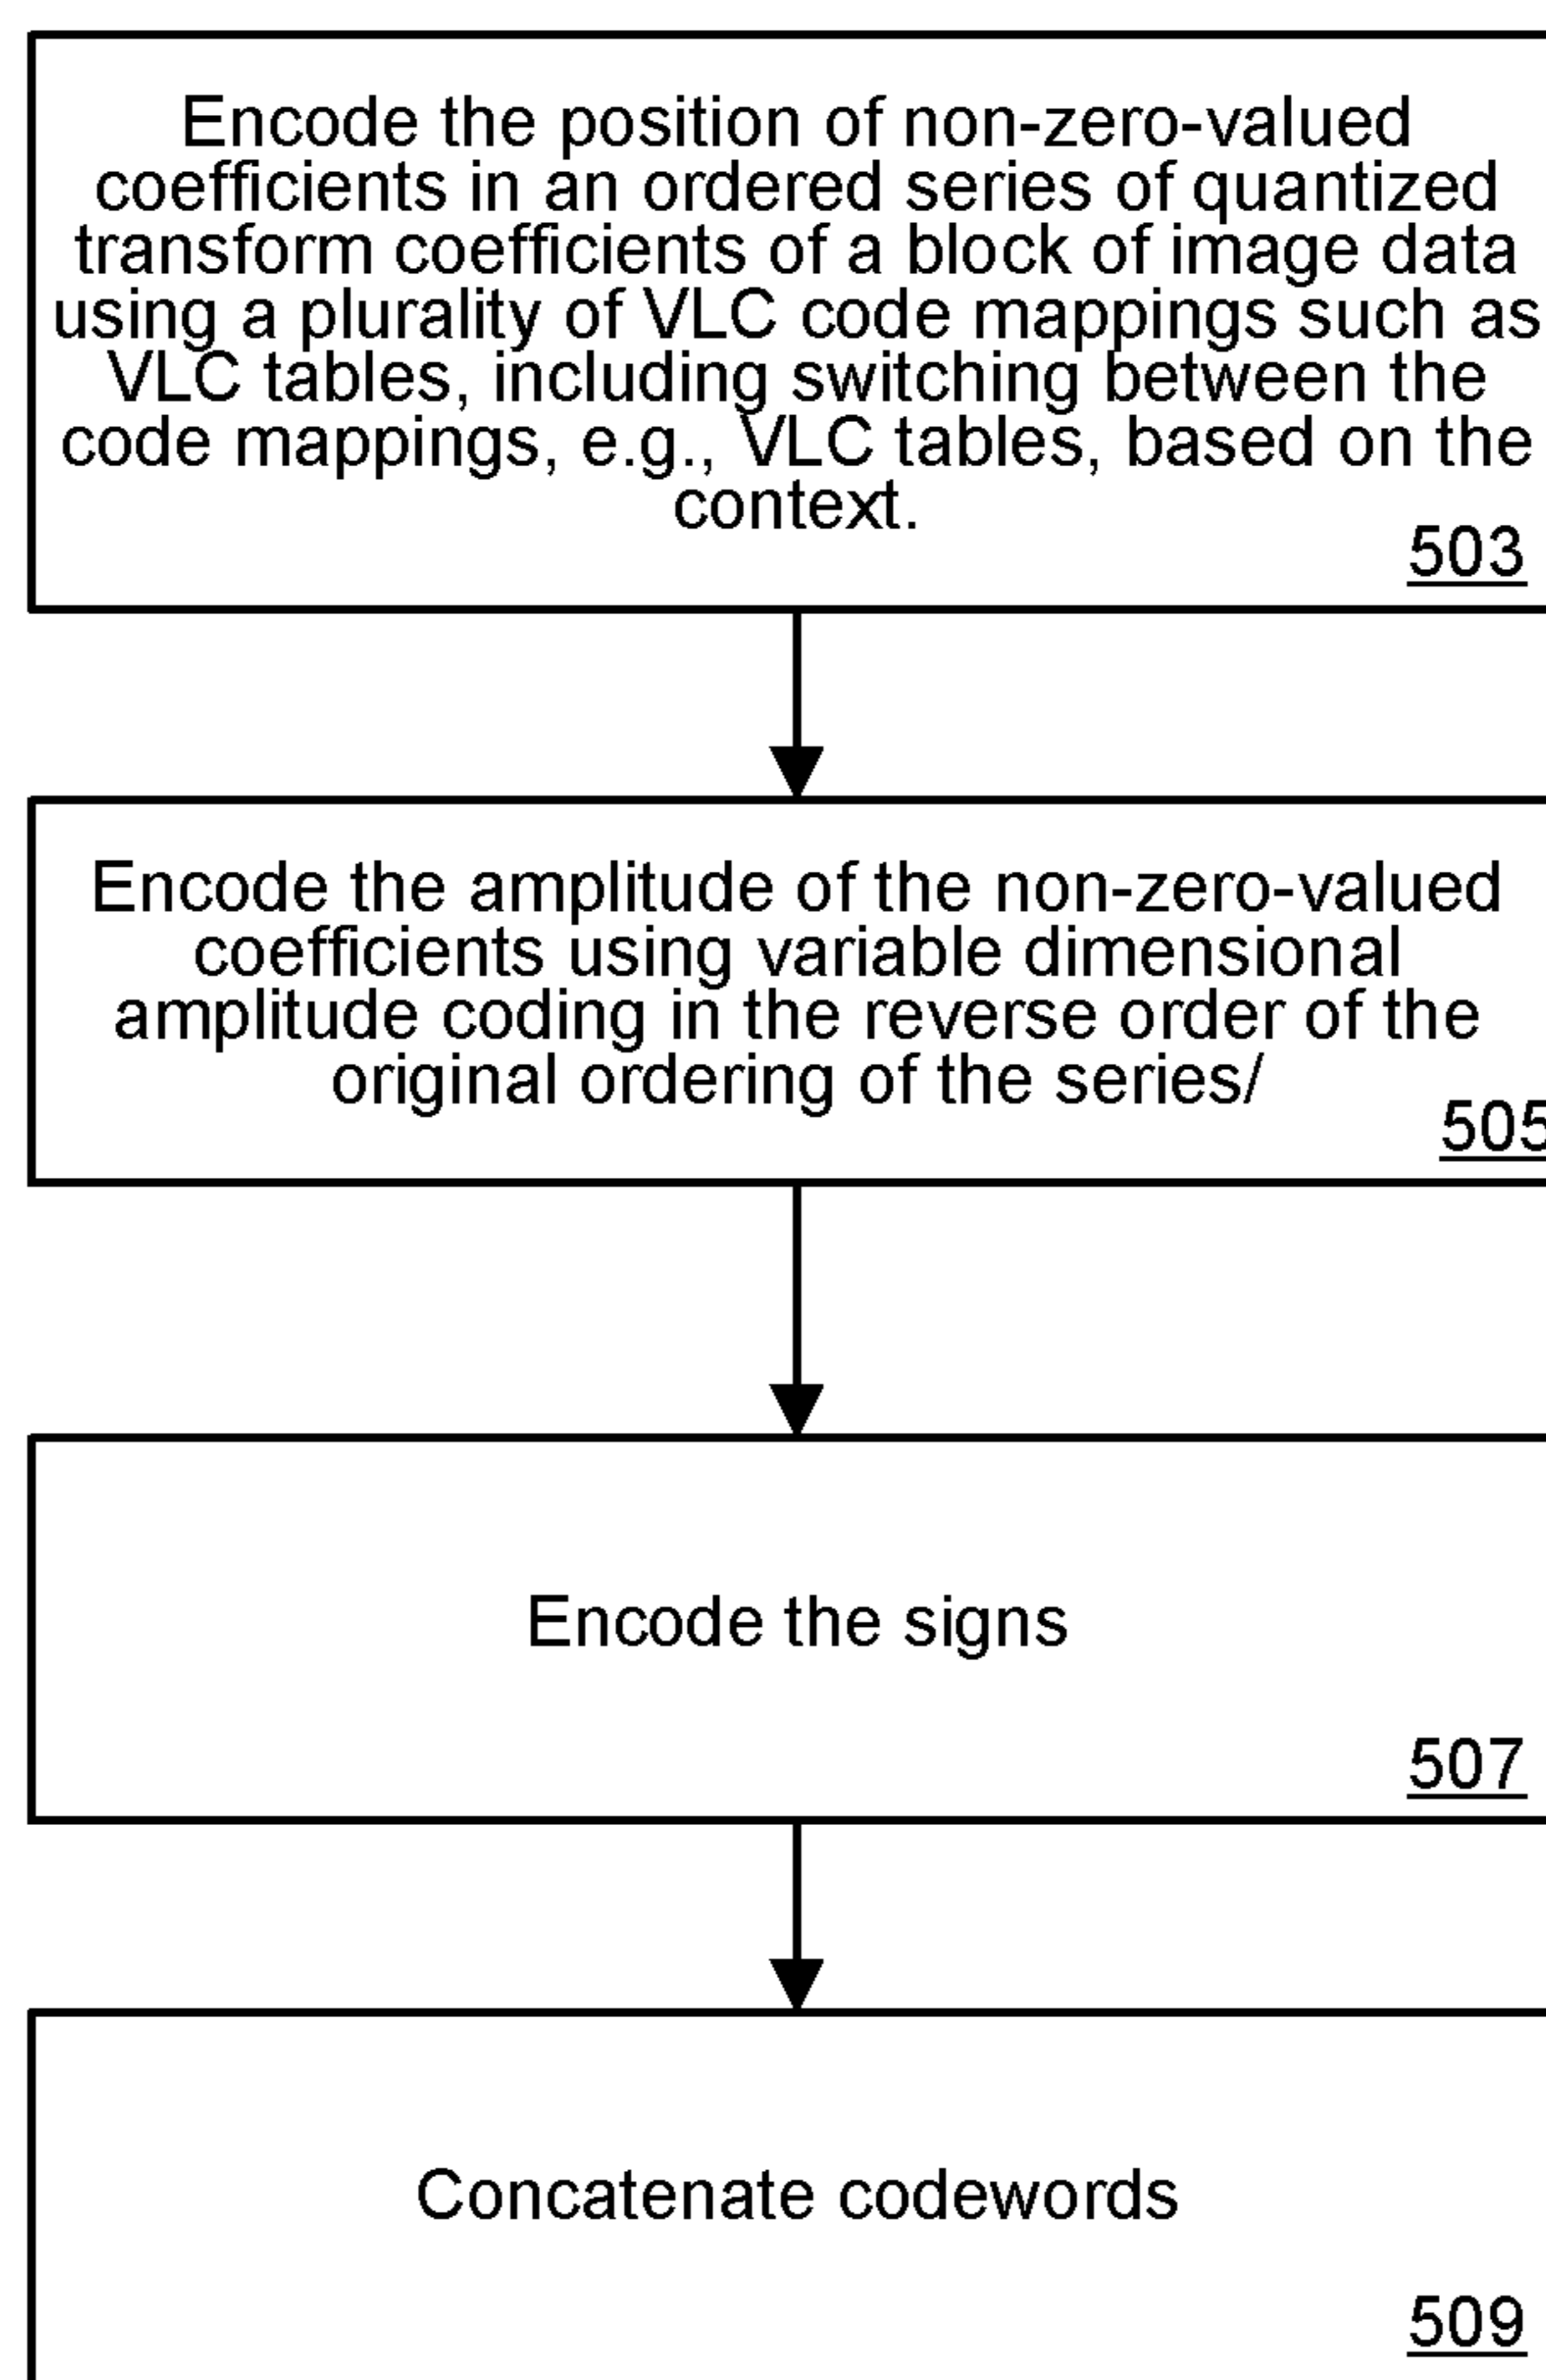 Encode the position of non-zero-valued
coefficients in an ordered series of quantized
transform coefficients of a block of image data
using a plurality of VLC code mappings such as
VLC tables, including switching between the
code mappings, e.g., VLC tables, based on the
context.
503
Encode the amplitude of the non-zero-valued
coefficients using variable dimensional
amplitude coding in the reverse order of the
original ordering of the series/
505
Encode the signs
507
Concatenate codewords
509